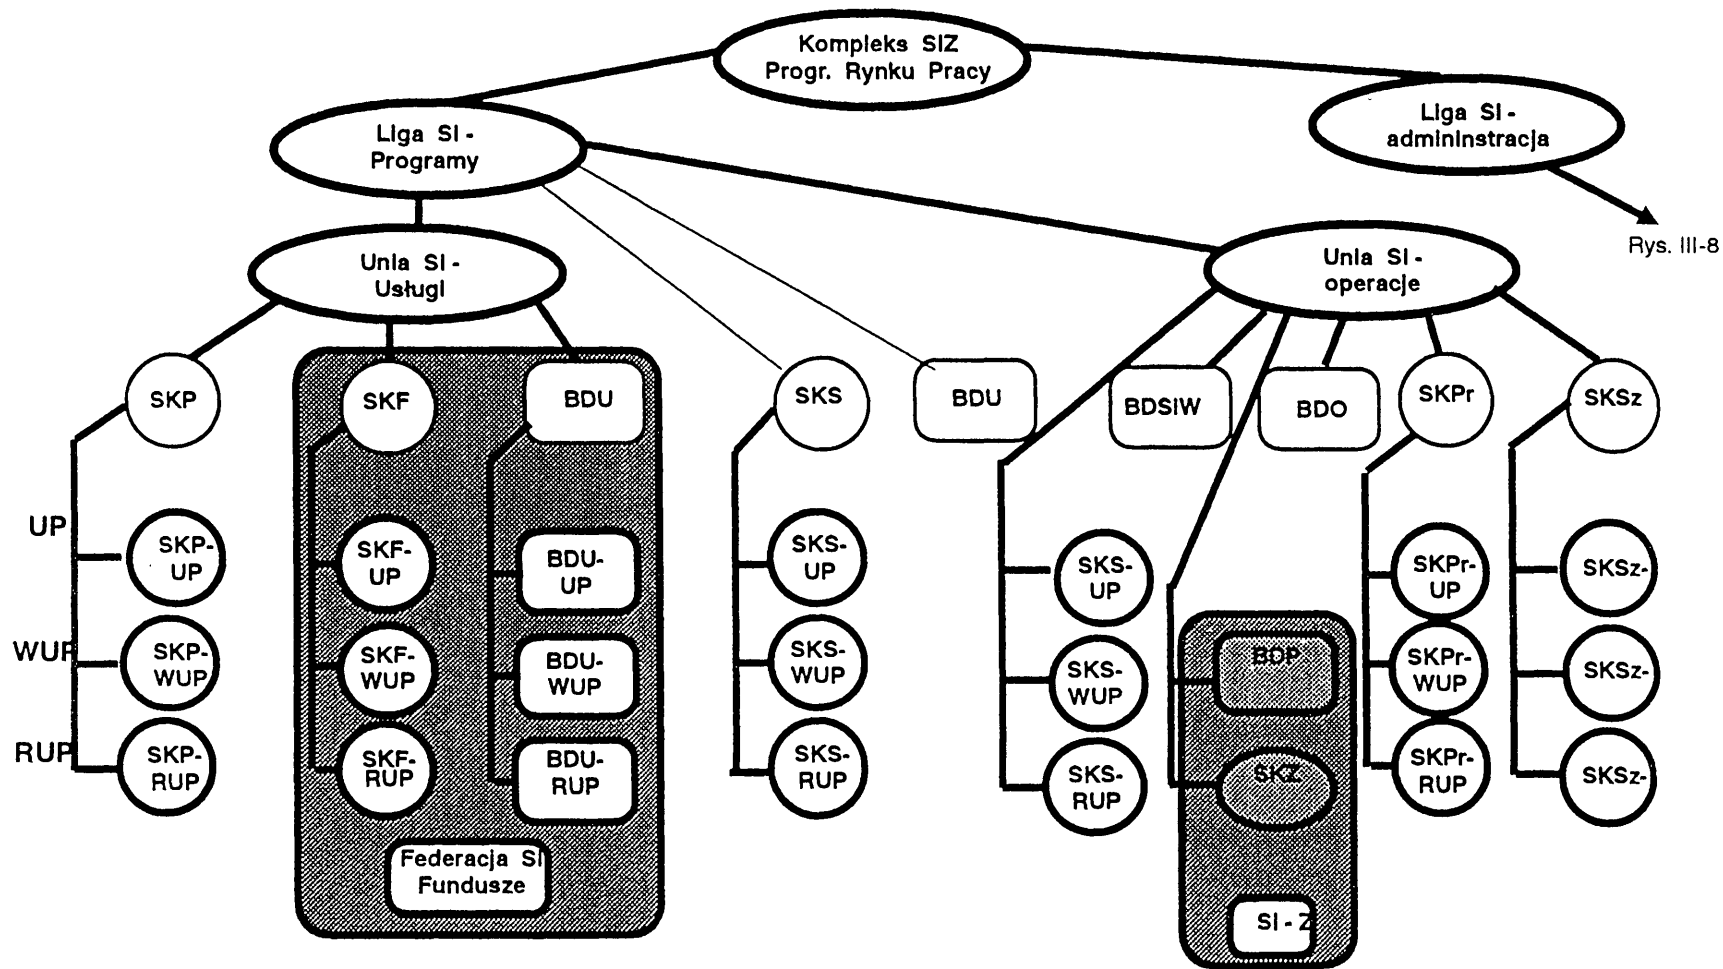 Kompleks SIZ
Progr. Rynku Pracy
Liga SI -
Programy
Liga SI -
admininstracja
Rys. III-8
Unia SI -
Usługi
Unia SI -
operacje
SKP
SKF
BDU
SKS
BDU
BDSIW
BDO
SKPr
SKSz
UP
SKP-
UP
SKF-
UP
BDU-
UP
SKS-
UP
SKS-
UP
SKPr-
UP
SKSz-
WUP
SKP-
WUP
SKF-
WUP
BDU-
WUP
SKS-
WUP
SKS-
WUP
BDP
SKPr-
WUP
SKSz-
RUP
SKP-
RUP
SKF-
RUP
BDU-
RUP
SKS-
RUP
SKS-
RUP
SKZ
SKPr-
RUP
SKSz-
Federacja SI
Fundusze
SI - Z